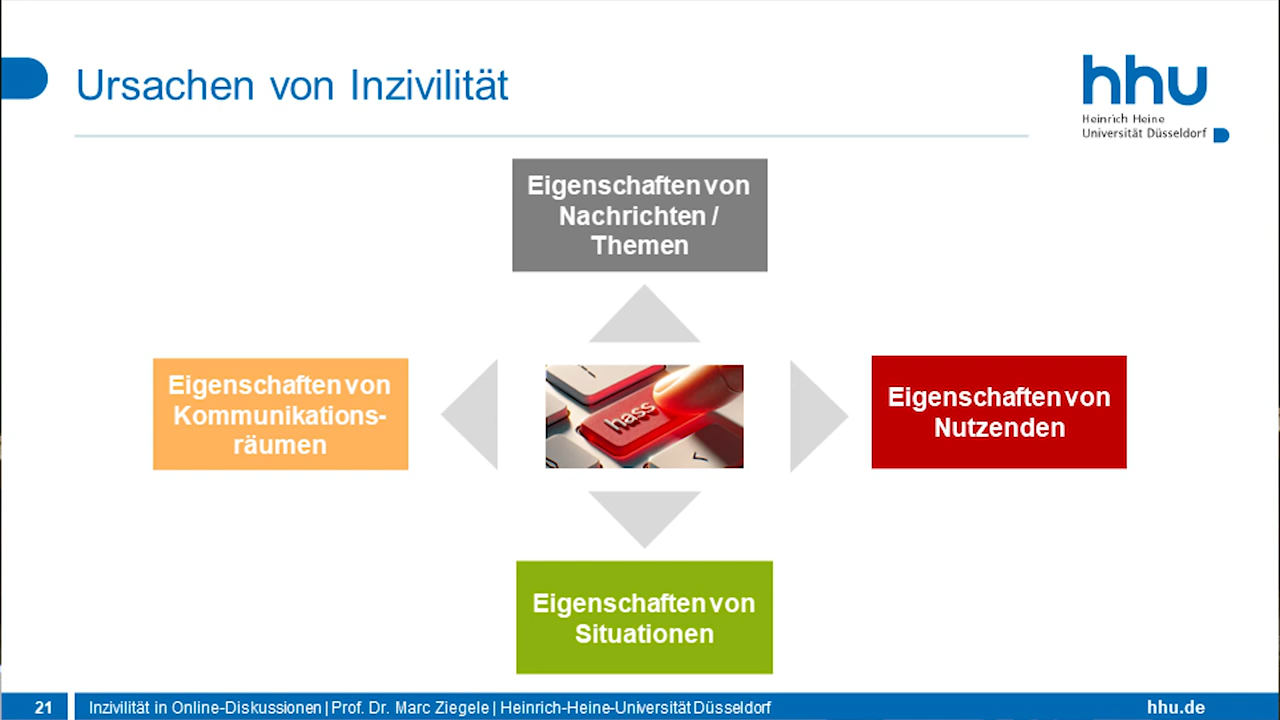 Ursachen von Inzivilität
hhu
Heinrich Heine
Universität Düsseldorf
Eigenschaften von
Nachrichten /
Themen
Eigenschaften von
Kommunikations-
räumen
hass
Eigenschaften von
Nutzenden
Eigenschaften von
Situationen
21
Inzivilität in Online-Diskussionen | Prof. Dr. Marc Ziegele | Heinrich-Heine-Universität Düsseldorf
hhu.de